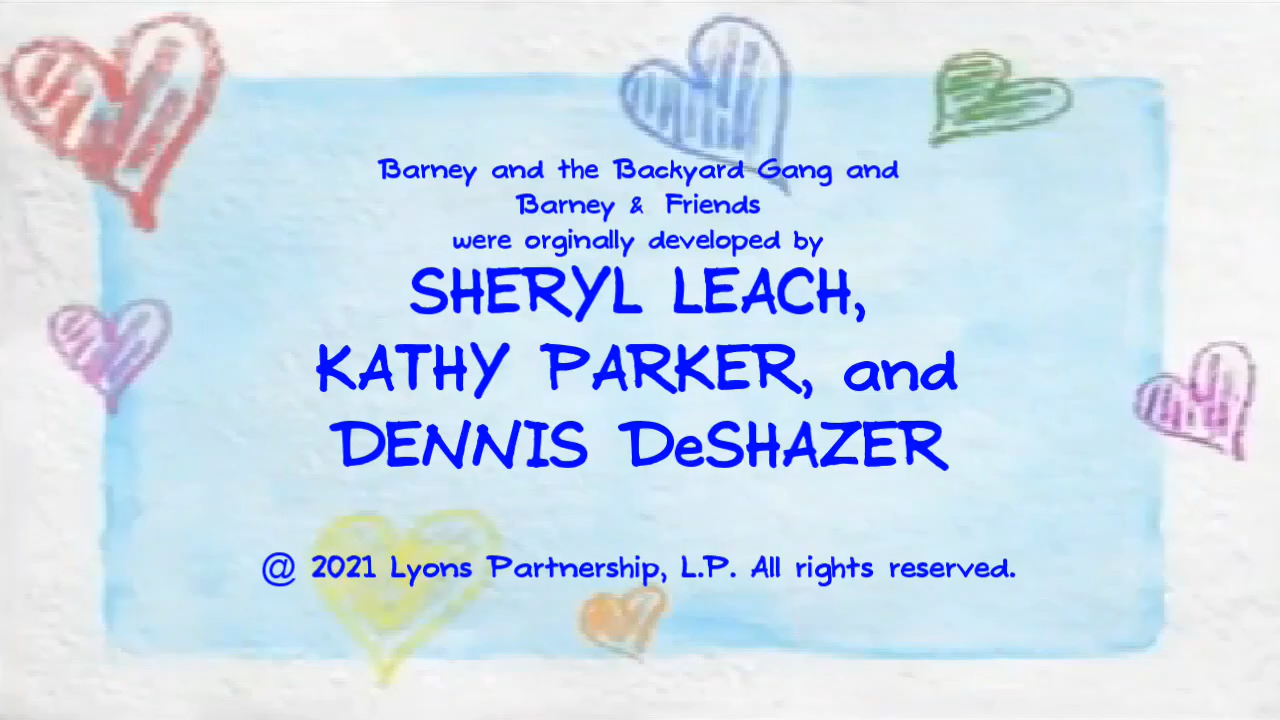 Barney and the Backyard Gang and
Barney & Friends
were orginally developed by
SHERYL LEACH,
KATHY PARKER, and
DENNIS DeSHAZER
@ 2021 Lyons Partnership, L.P. All rights reserved.